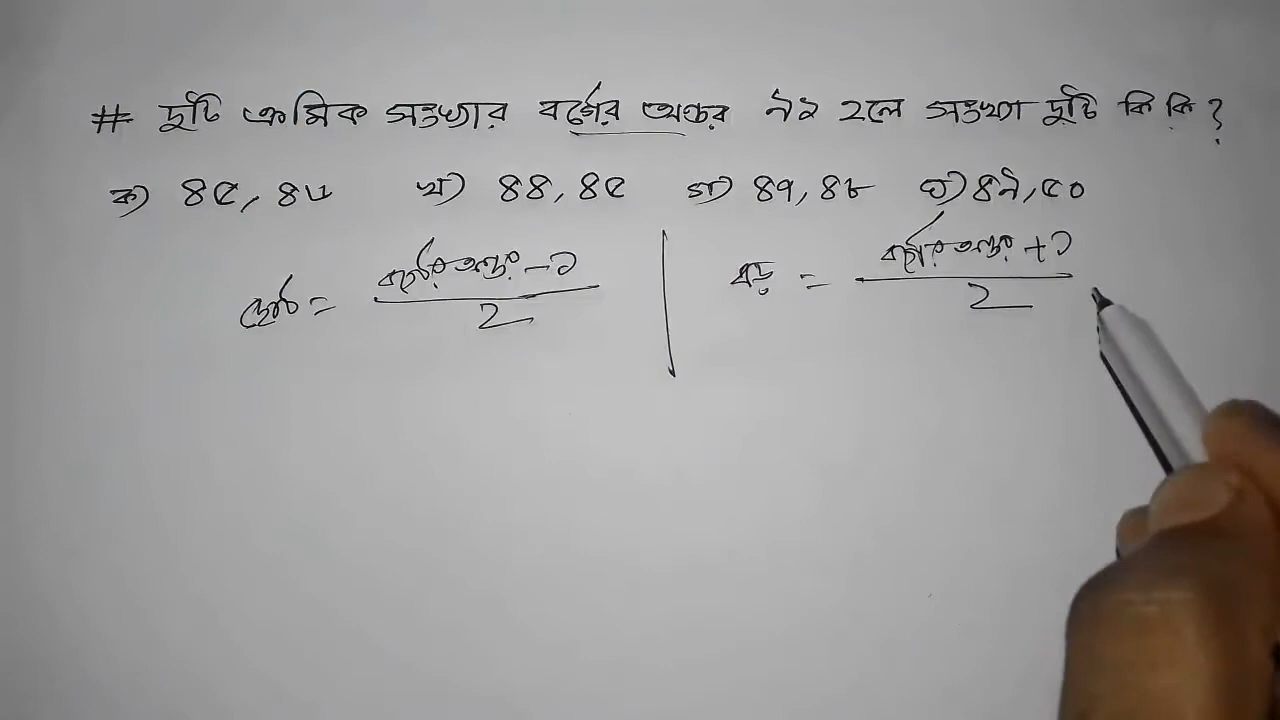 # দুটি ক্রমিক সংখ্যার বর্গের অন্তর ৯১ হলে সংখ্যা দুটি কি কি ?
ক) ৪৫, ৪৬ খ) ৪৪, ৪৫ গ) ৪৭, ৪৮ ঘ) ৪৯, ৫০
ছোট = বর্গের অন্তর - ১ / 2
বড় = বর্গের অন্তর + ১ / 2